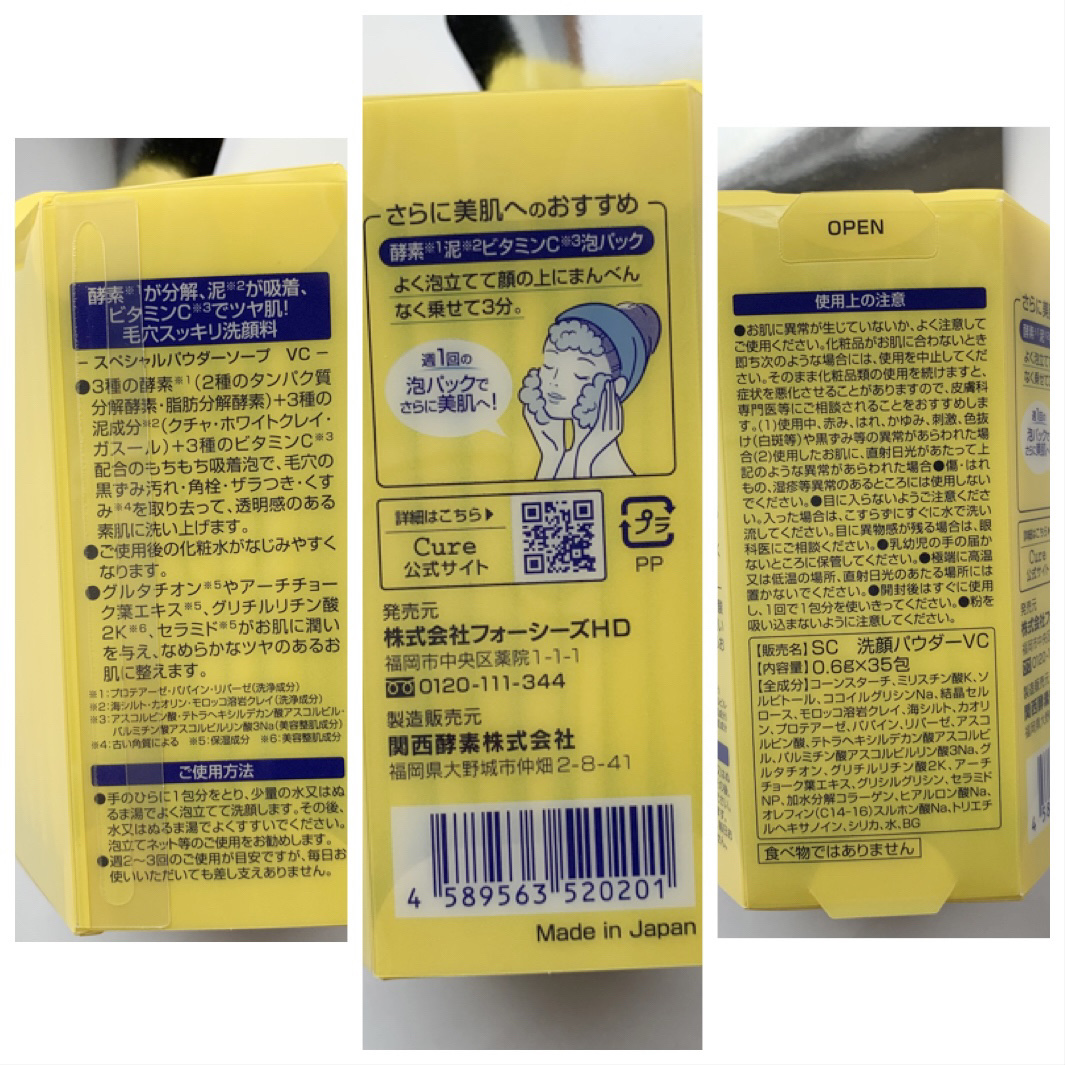 酵素※1が分解、泥※2が吸着、
ビタミンC※3でツヤ肌!
毛穴スッキリ洗顔料
－スペシャルパウダーソープ　VC－
●3種の酵素※1(2種のタンパク質
分解酵素・脂肪分解酵素)+3種の
泥成分※2(クチャ・ホワイトクレイ・
ガスール)+3種のビタミンC※3
配合のもちもち吸着泡で、毛穴の
黒ずみ汚れ・角栓・ザラつき・くす
み※4を取り去って、透明感のある
素肌に洗い上げます。
●ご使用後の化粧水がなじみやすく
なります。
●グルタチオン※5やアーチチョー
ク葉エキス※5、グリチルリチン酸
2K※6、セラミド※5がお肌に潤い
を与え、なめらかなツヤのあるお
肌に整えます。
※1:プロテアーゼ・パパイン・リパーゼ(洗浄成分)
※2:海シルト・カオリン・モロッコ溶岩クレイ(洗浄成分)
※3:アスコルビン酸・テトラヘキシルデカン酸アスコルビル・
パルミチン酸アスコルビルリン酸3Na(美容整肌成分)
※4:古い角質による　※5:保湿成分　※6:美容整肌成分
ご使用方法
●手のひらに1包分をとり、少量の水又はぬ
るま湯でよく泡立てて洗顔します。その後、
水又はぬるま湯でよくすすいでください。
泡立てネット等のご使用をお勧めします。
●週2～3回のご使用が目安ですが、毎日お
使いいただいても差し支えありません。
さらに美肌へのおすすめ
酵素※1泥※2ビタミンC※3泡パック
よく泡立てて顔の上にまんべん
なく乗せて3分。
週1回の
泡パックで
さらに美肌へ!
詳細はこちら▶
Cure
公式サイト
プラ
PP
発売元
株式会社フォーシーズHD
福岡市中央区薬院1-1-1
0120-111-344
製造販売元
関西酵素株式会社
福岡県大野城市仲畑2-8-41
4 589563 520201
Made in Japan
OPEN
使用上の注意
●お肌に異常が生じていないか、よく注意して
ご使用ください。化粧品がお肌に合わないとき
即ち次のような場合には、使用を中止してくだ
さい。そのまま化粧品類の使用を続けますと、
症状を悪化させることがありますので、皮膚科
専門医等にご相談されることをおすすめしま
す。(1)使用中、赤み、はれ、かゆみ、刺激、色抜
け(白斑等)や黒ずみ等の異常があらわれた場
合(2)使用したお肌に、直射日光があたって上
記のような異常があらわれた場合●傷・はれ
もの、湿疹等異常のあるところには使用しない
でください。●目に入らないようご注意くださ
い。入った場合は、こすらずにすぐに水で洗い
流してください。目に異物感が残る場合は、眼
科医にご相談ください。●乳幼児の手の届か
ないところに保管してください。●極端に高温
又は低温の場所、直射日光のあたる場所には
置かないでください。●開封後はすぐに使用
し、1回で1包分を使いきってください。●粉を
吸い込まないように注意してください。
【販売名】SC　洗顔パウダーVC
【内容量】0.6g×35包
【全成分】コーンスターチ、ミリスチン酸K、ソ
ルビトール、ココイルグリシンNa、結晶セル
ロース、モロッコ溶岩クレイ、海シルト、カオリ
ン、プロテアーゼ、パパイン、リパーゼ、アスコ
ルビン酸、テトラヘキシルデカン酸アスコルビ
ル、パルミチン酸アスコルビルリン酸3Na、グ
ルタチオン、グリチルリチン酸2K、アーチ
チョーク葉エキス、グリシルグリシン、セラミド
NP、加水分解コラーゲン、ヒアルロン酸Na、
オレフィン(C14-16)スルホン酸Na、トリエチ
ルヘキサノイン、シリカ、水、BG
食べ物ではありません